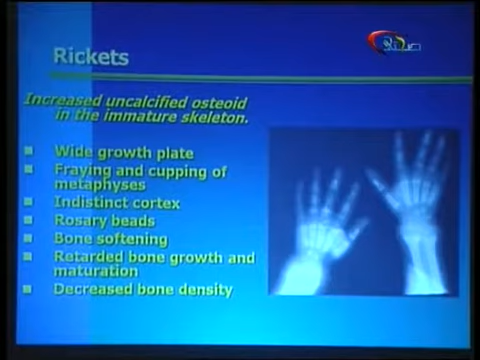 Rickets
Increased uncalcified osteoid
in the immature skeleton.
Wide growth plate
Fraying and cupping of
metaphyses
Indistinct cortex
Rosary beads
Bone softening
Retarded bone growth and
maturation
Decreased bone density